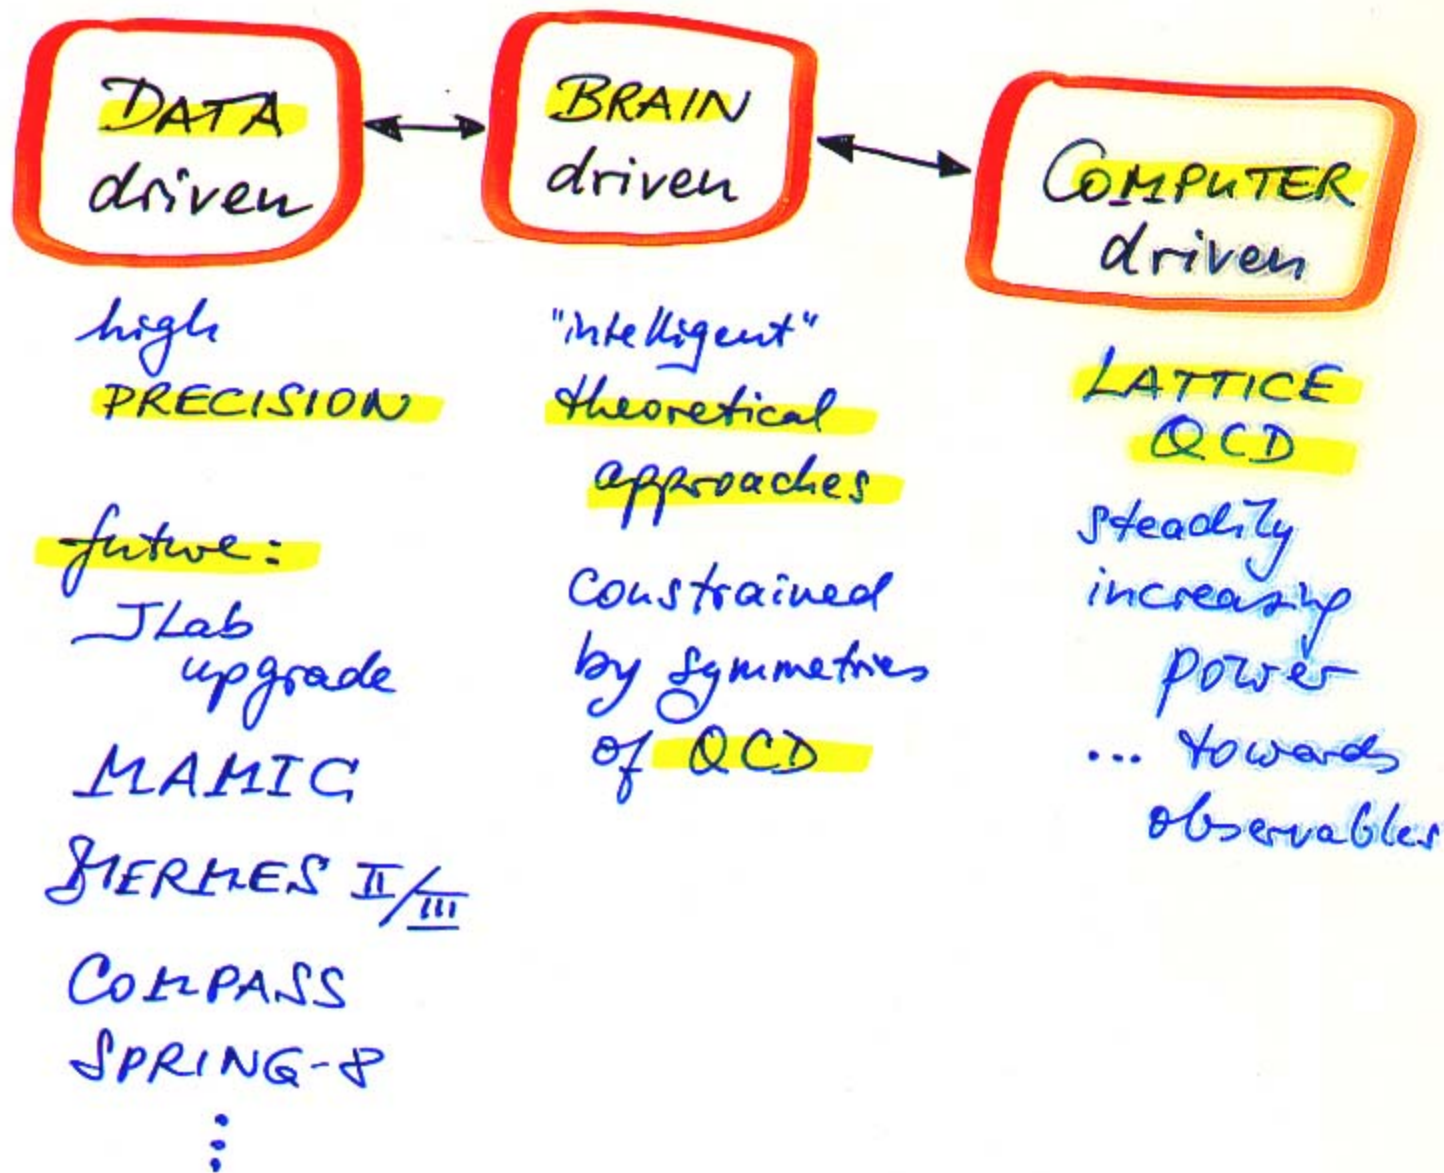 DATA
driven
high
PRECISION
future:
JLab
upgrade
MAMIC
HERMES II/III
COMPASS
SPRING-8
⋮
BRAIN
driven
"intelligent"
theoretical
approaches
constrained
by symmetries
of QCD
COMPUTER
driven
LATTICE
QCD
steadily
increasing
power
... towards
observables